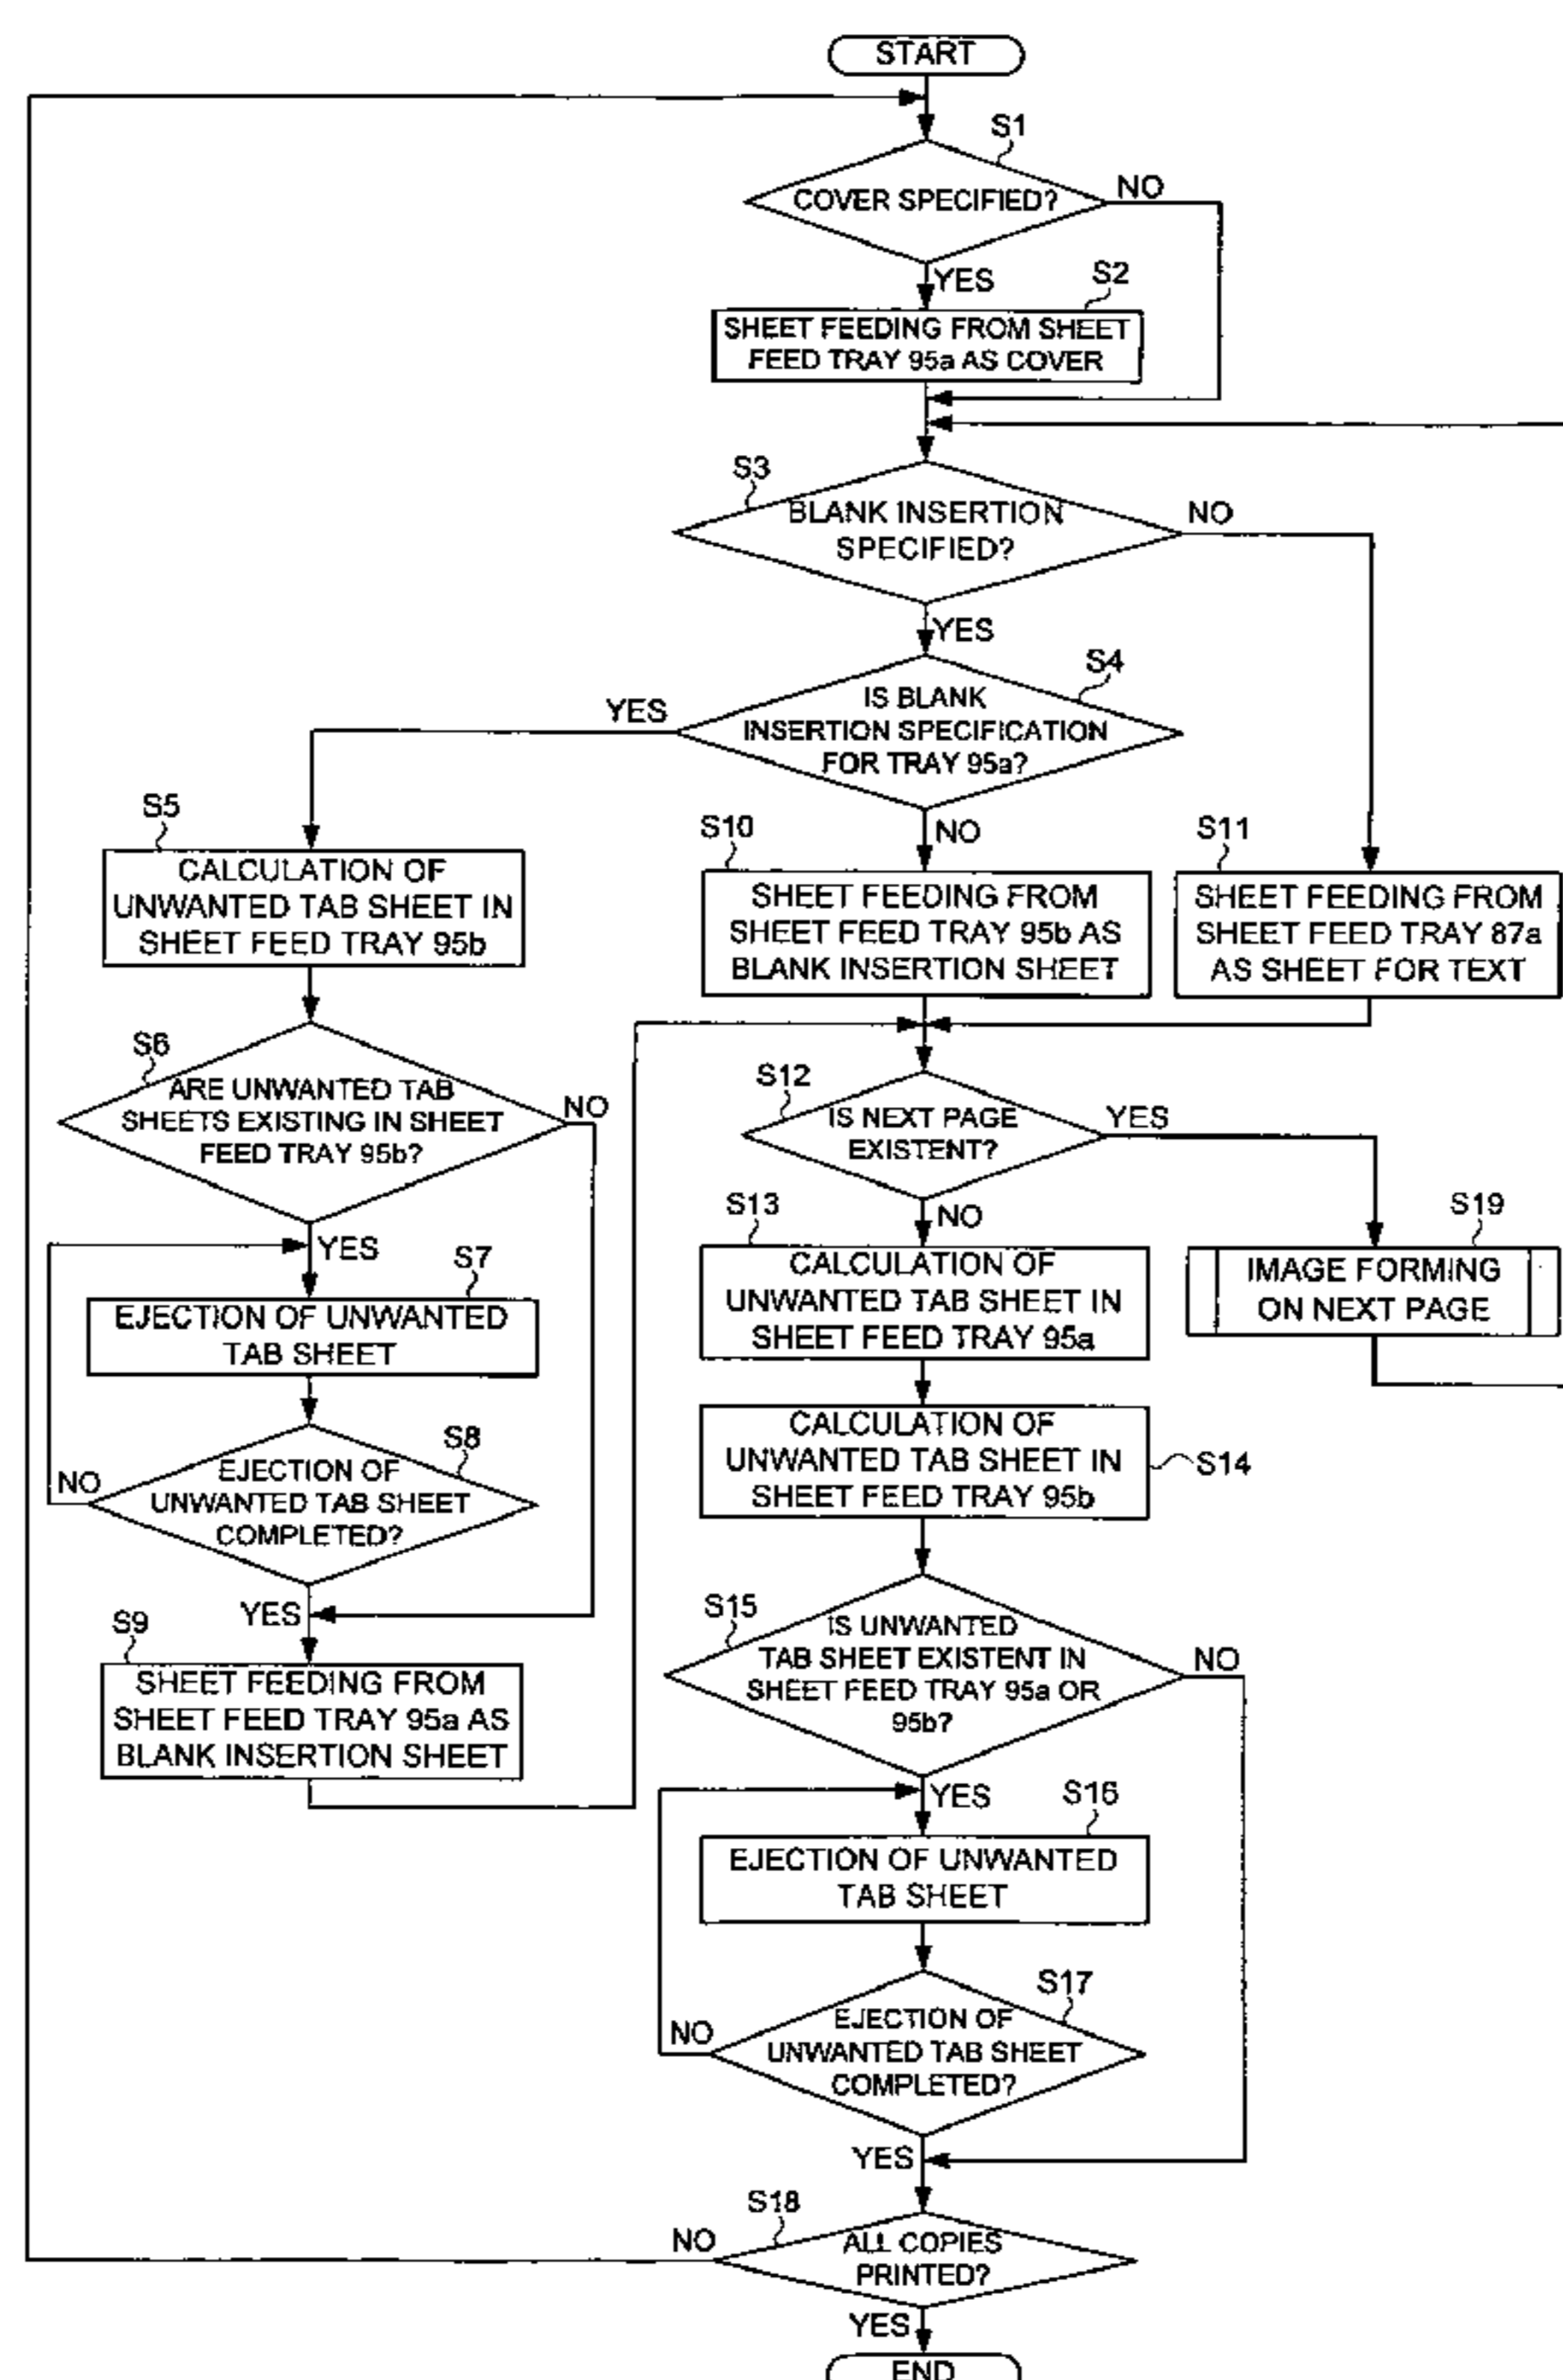 START
S1
COVER SPECIFIED?
NO
YES
S2
SHEET FEEDING FROM SHEET
FEED TRAY 95a AS COVER
S3
BLANK INSERTION
SPECIFIED?
NO
YES
S4
IS BLANK
INSERTION SPECIFICATION
FOR TRAY 95a?
YES
NO
S5
CALCULATION OF
UNWANTED TAB SHEET IN
SHEET FEED TRAY 95b
S10
SHEET FEEDING FROM
SHEET FEED TRAY 95b AS
BLANK INSERTION SHEET
S11
SHEET FEEDING FROM
SHEET FEED TRAY 87a
AS SHEET FOR TEXT
S6
ARE UNWANTED TAB
SHEETS EXISTING IN SHEET
FEED TRAY 95b?
NO
YES
S7
EJECTION OF UNWANTED
TAB SHEET
S8
EJECTION OF
UNWANTED TAB SHEET
COMPLETED?
NO
YES
S9
SHEET FEEDING FROM
SHEET FEED TRAY 95a AS
BLANK INSERTION SHEET
S12
IS NEXT PAGE
EXISTENT?
YES
NO
S19
IMAGE FORMING
ON NEXT PAGE
S13
CALCULATION OF
UNWANTED TAB SHEET IN
SHEET FEED TRAY 95a
CALCULATION OF
UNWANTED TAB SHEET IN
SHEET FEED TRAY 95b
S14
S15
IS UNWANTED
TAB SHEET EXISTENT IN
SHEET FEED TRAY 95a OR
95b?
NO
YES
S16
EJECTION OF UNWANTED
TAB SHEET
S17
EJECTION OF
UNWANTED TAB SHEET
COMPLETED?
NO
YES
S18
ALL COPIES
PRINTED?
NO
YES
END